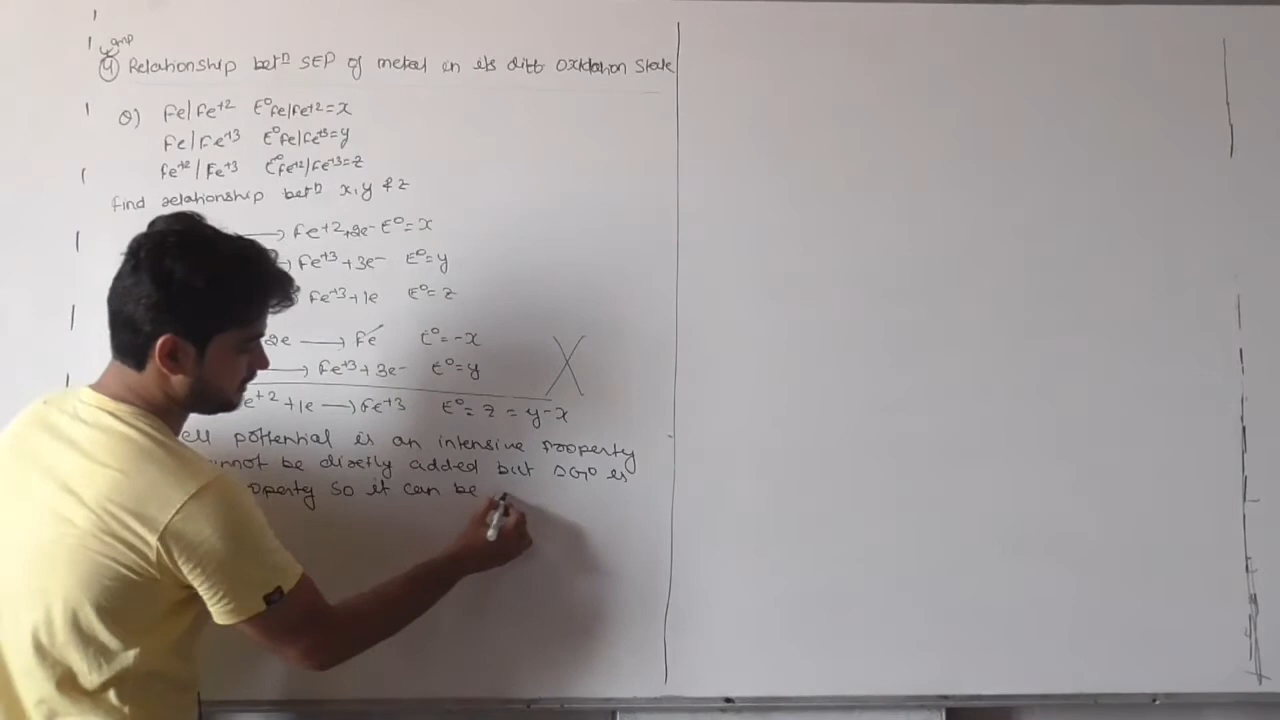 Imp
④ Relationship betⁿ SEP of metal in its diff oxidation State
Q) Fe|Fe+2 E°Fe/Fe+2=x
Fe|Fe+3 E°Fe/Fe+3=y
Fe+2|Fe+3 E°Fe+2/Fe+3=z
find relationship betⁿ x, y & z
→ Fe+2+2e- E°=x
→ Fe+3+3e- E°=y
Fe+3+1e E°=z
2e → Fe E°=-x
→ Fe+3+3e- E°=y
e+2+1e → Fe+3 E°=z=y-x
ell potential is an intensive property
nnot be directly added but ΔG° is
operty so it can be